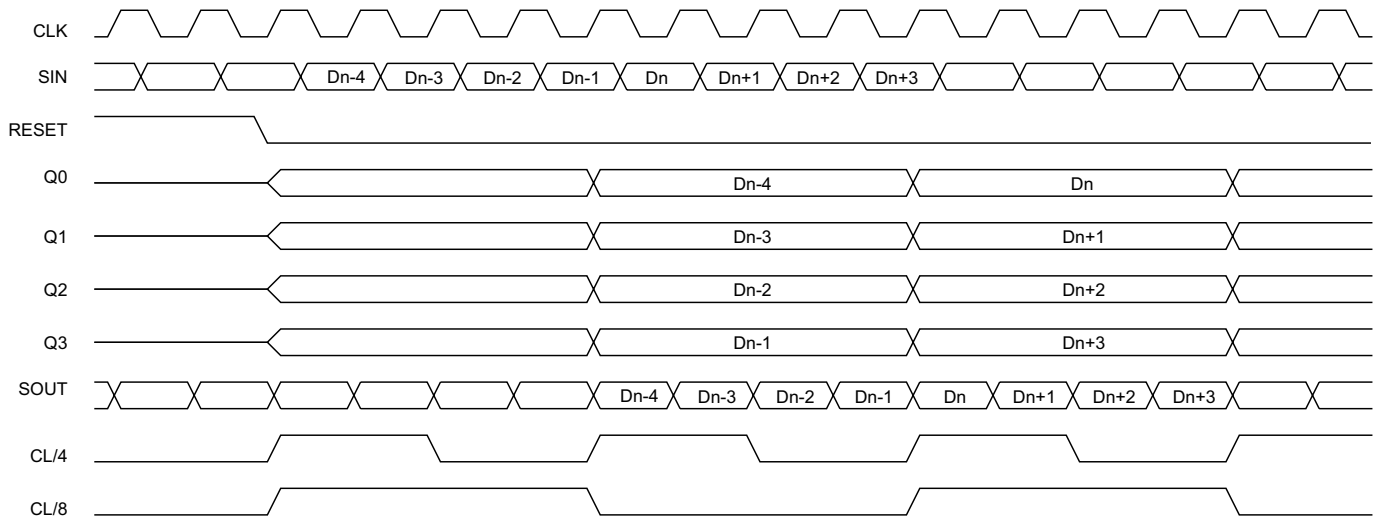 CLK
SIN Dn-4 Dn-3 Dn-2 Dn-1 Dn Dn+1 Dn+2 Dn+3
RESET
Q0 Dn-4 Dn
Q1 Dn-3 Dn+1
Q2 Dn-2 Dn+2
Q3 Dn-1 Dn+3
SOUT Dn-4 Dn-3 Dn-2 Dn-1 Dn Dn+1 Dn+2 Dn+3
CL/4
CL/8